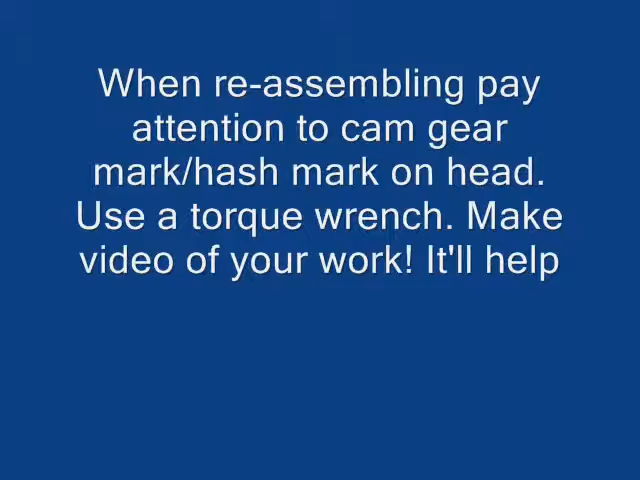 When re-assembling pay
attention to cam gear
mark/hash mark on head.
Use a torque wrench. Make
video of your work! It'll help